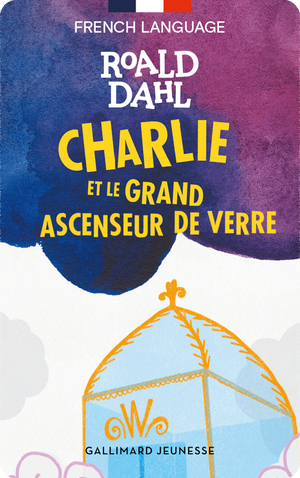 FRENCH LANGUAGE
ROALD
DAHL
CHARLIE
ET LE GRAND
ASCENSEUR DE VERRE
W
GALLIMARD JEUNESSE